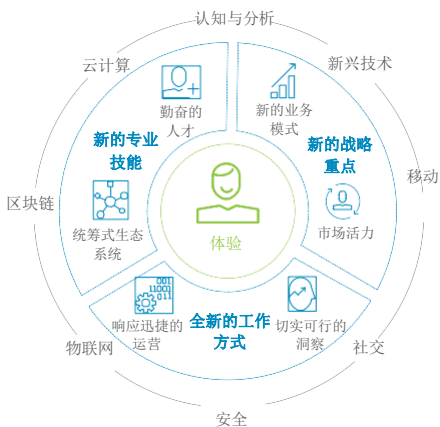 认知与分析
云计算
新兴技术
勤奋的
人才
新的业务
模式
新的专业
技能
新的战略
重点
移动
区块链
统筹式生态
系统
体验
市场活力
响应迅捷的
运营
全新的工作
方式
切实可行的
洞察
物联网
社交
安全
001
11001
011